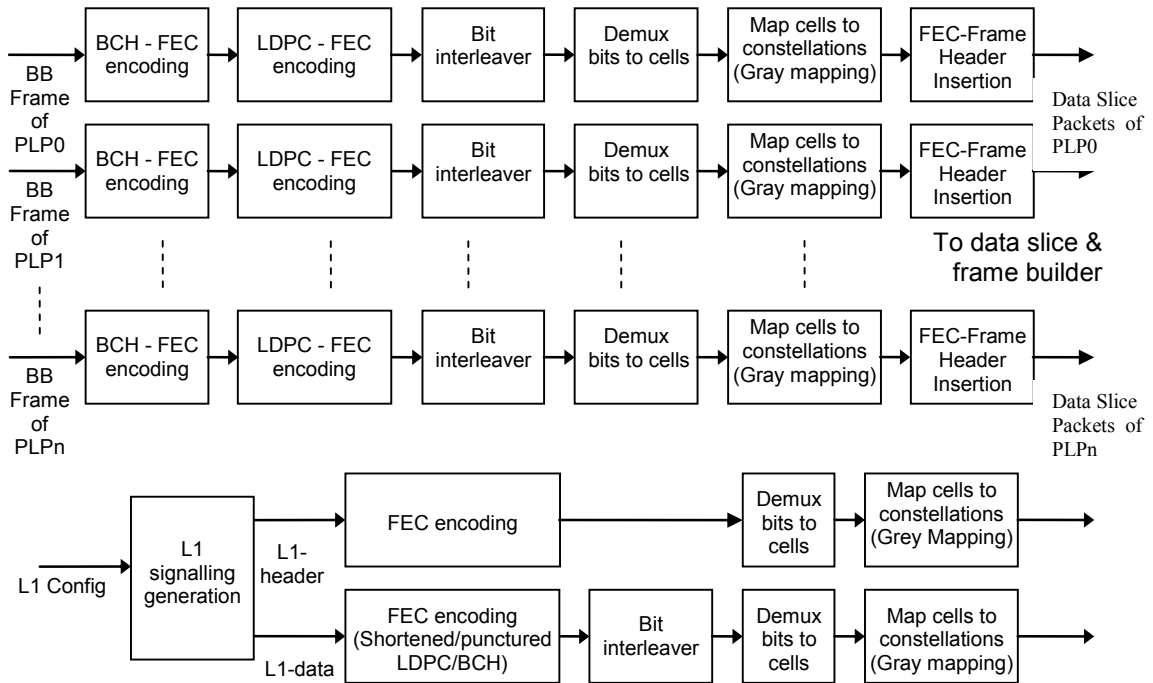 BCH - FEC
encoding
LDPC - FEC
encoding
Bit
interleaver
Demux
bits to cells
Map cells to
constellations
(Gray mapping)
FEC-Frame
Header
Insertion
BB
Frame
of
PLP0
Data Slice
Packets of
PLP0
BCH - FEC
encoding
LDPC - FEC
encoding
Bit
interleaver
Demux
bits to cells
Map cells to
constellations
(Gray mapping)
FEC-Frame
Header
Insertion
BB
Frame
of
PLP1
To data slice &
frame builder
BCH - FEC
encoding
LDPC - FEC
encoding
Bit
interleaver
Demux
bits to cells
Map cells to
constellations
(Gray mapping)
FEC-Frame
Header
Insertion
BB
Frame
of
PLPn
Data Slice
Packets of
PLPn
L1 Config
L1
signalling
generation
L1-
header
FEC encoding
Demux
bits to
cells
Map cells to
constellations
(Grey Mapping)
L1-data
FEC encoding
(Shortened/punctured
LDPC/BCH)
Bit
interleaver
Demux
bits to
cells
Map cells to
constellations
(Gray mapping)